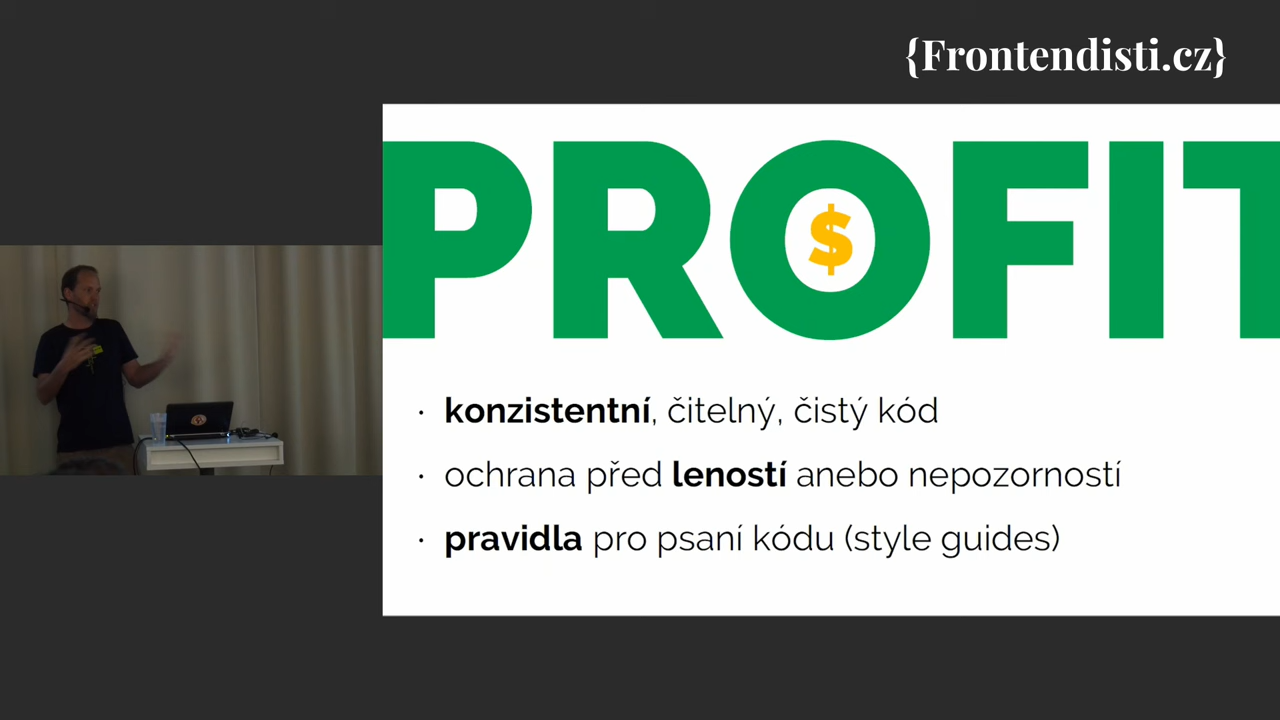 {Frontendisti.cz}
PROFIT
$
· konzistentní, čitelný, čistý kód
· ochrana před leností anebo nepozorností
· pravidla pro psaní kódu (style guides)